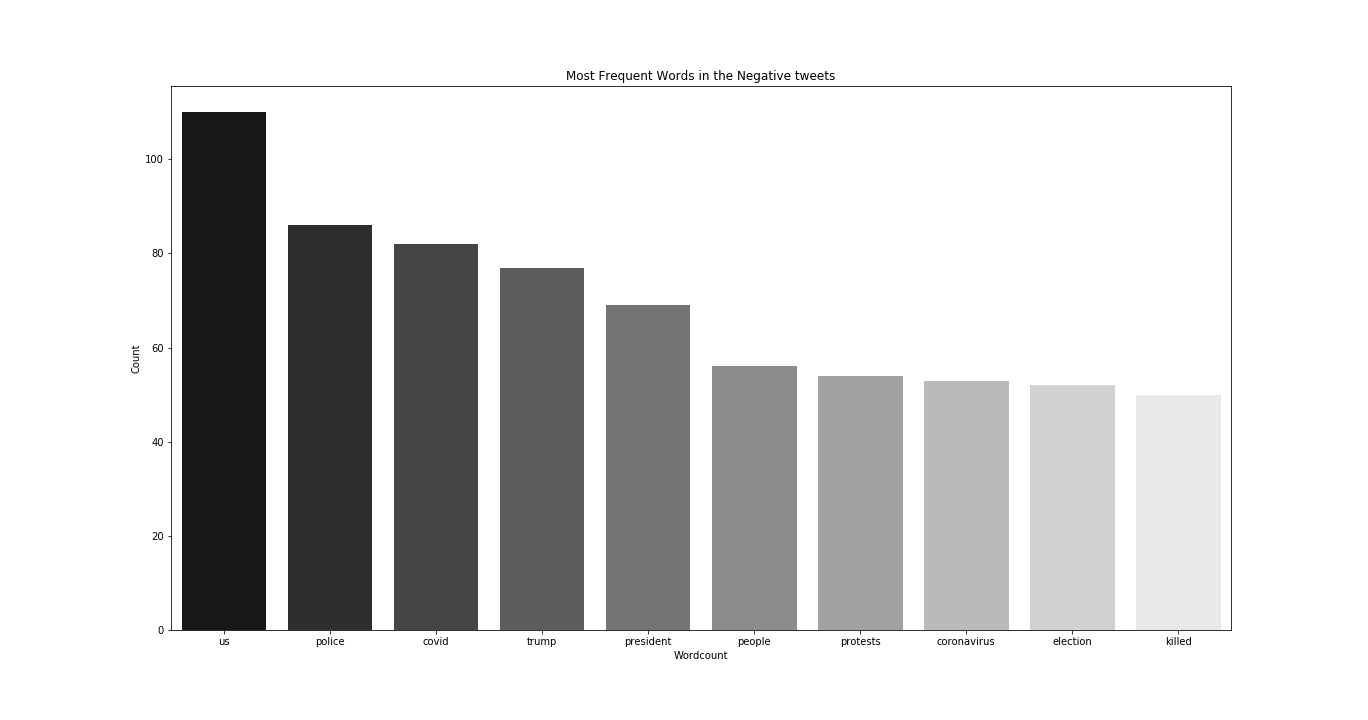 Most Frequent Words in the Negative tweets
100
80
60
40
20
0
Count
us police covid trump president people protests coronavirus election killed
Wordcount